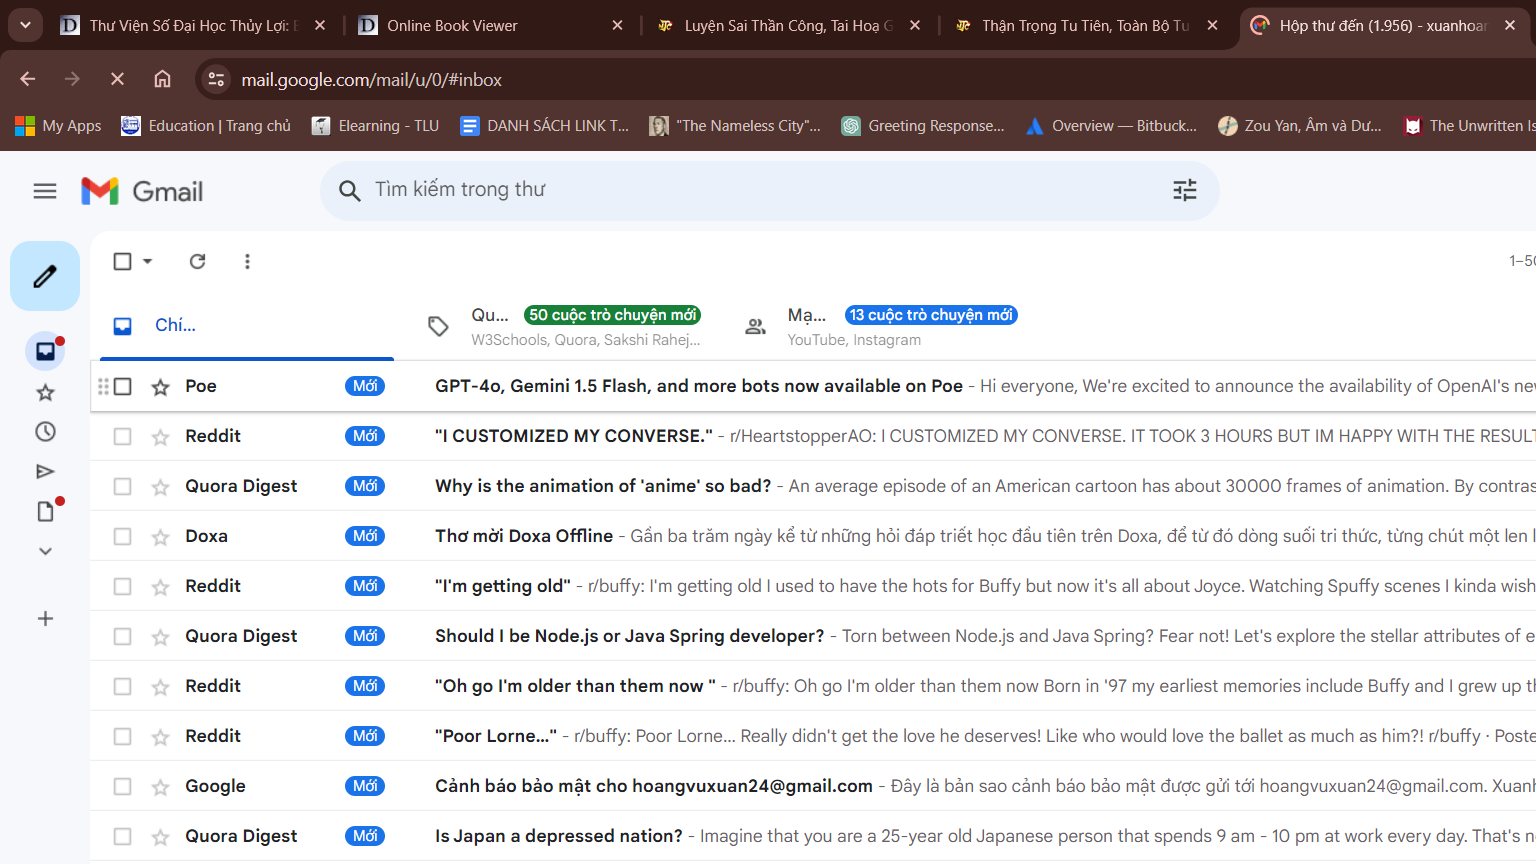 Thư Viện Số Đại Học Thủy Lợi:
Online Book Viewer
Luyện Sai Thần Công, Tai Hoạ
Thận Trọng Tu Tiên, Toàn Bộ Tu
Hộp thư đến (1.956) - xuanhoan
mail.google.com/mail/u/0/#inbox
My Apps
Education | Trang chủ
Elearning - TLU
DANH SÁCH LINK T...
"The Nameless City"...
Greeting Response...
Overview — Bitbuck...
Zou Yan, Âm và Dư...
The Unwritten Is
Gmail
Tìm kiếm trong thư
1–50
Chí...
Qu... 50 cuộc trò chuyện mới
W3Schools, Quora, Sakshi Rahej...
Mạ... 13 cuộc trò chuyện mới
YouTube, Instagram
Poe Mới GPT-4o, Gemini 1.5 Flash, and more bots now available on Poe - Hi everyone, We're excited to announce the availability of OpenAI's new
Reddit Mới "I CUSTOMIZED MY CONVERSE." - r/HeartstopperAO: I CUSTOMIZED MY CONVERSE. IT TOOK 3 HOURS BUT IM HAPPY WITH THE RESULT
Quora Digest Mới Why is the animation of 'anime' so bad? - An average episode of an American cartoon has about 30000 frames of animation. By contras
Doxa Mới Thơ mời Doxa Offline - Gần ba trăm ngày kể từ những hỏi đáp triết học đầu tiên trên Doxa, để từ đó dòng suối tri thức, từng chút một len l
Reddit Mới "I'm getting old" - r/buffy: I'm getting old I used to have the hots for Buffy but now it's all about Joyce. Watching Spuffy scenes I kinda wish
Quora Digest Mới Should I be Node.js or Java Spring developer? - Torn between Node.js and Java Spring? Fear not! Let's explore the stellar attributes of e
Reddit Mới "Oh go I'm older than them now " - r/buffy: Oh go I'm older than them now Born in '97 my earliest memories include Buffy and I grew up th
Reddit Mới "Poor Lorne..." - r/buffy: Poor Lorne... Really didn't get the love he deserves! Like who would love the ballet as much as him?! r/buffy · Poste
Google Mới Cảnh báo bảo mật cho hoangvuxuan24@gmail.com - Đây là bản sao cảnh báo bảo mật được gửi tới hoangvuxuan24@gmail.com. Xuanh
Quora Digest Mới Is Japan a depressed nation? - Imagine that you are a 25-year old Japanese person that spends 9 am - 10 pm at work every day. That's n